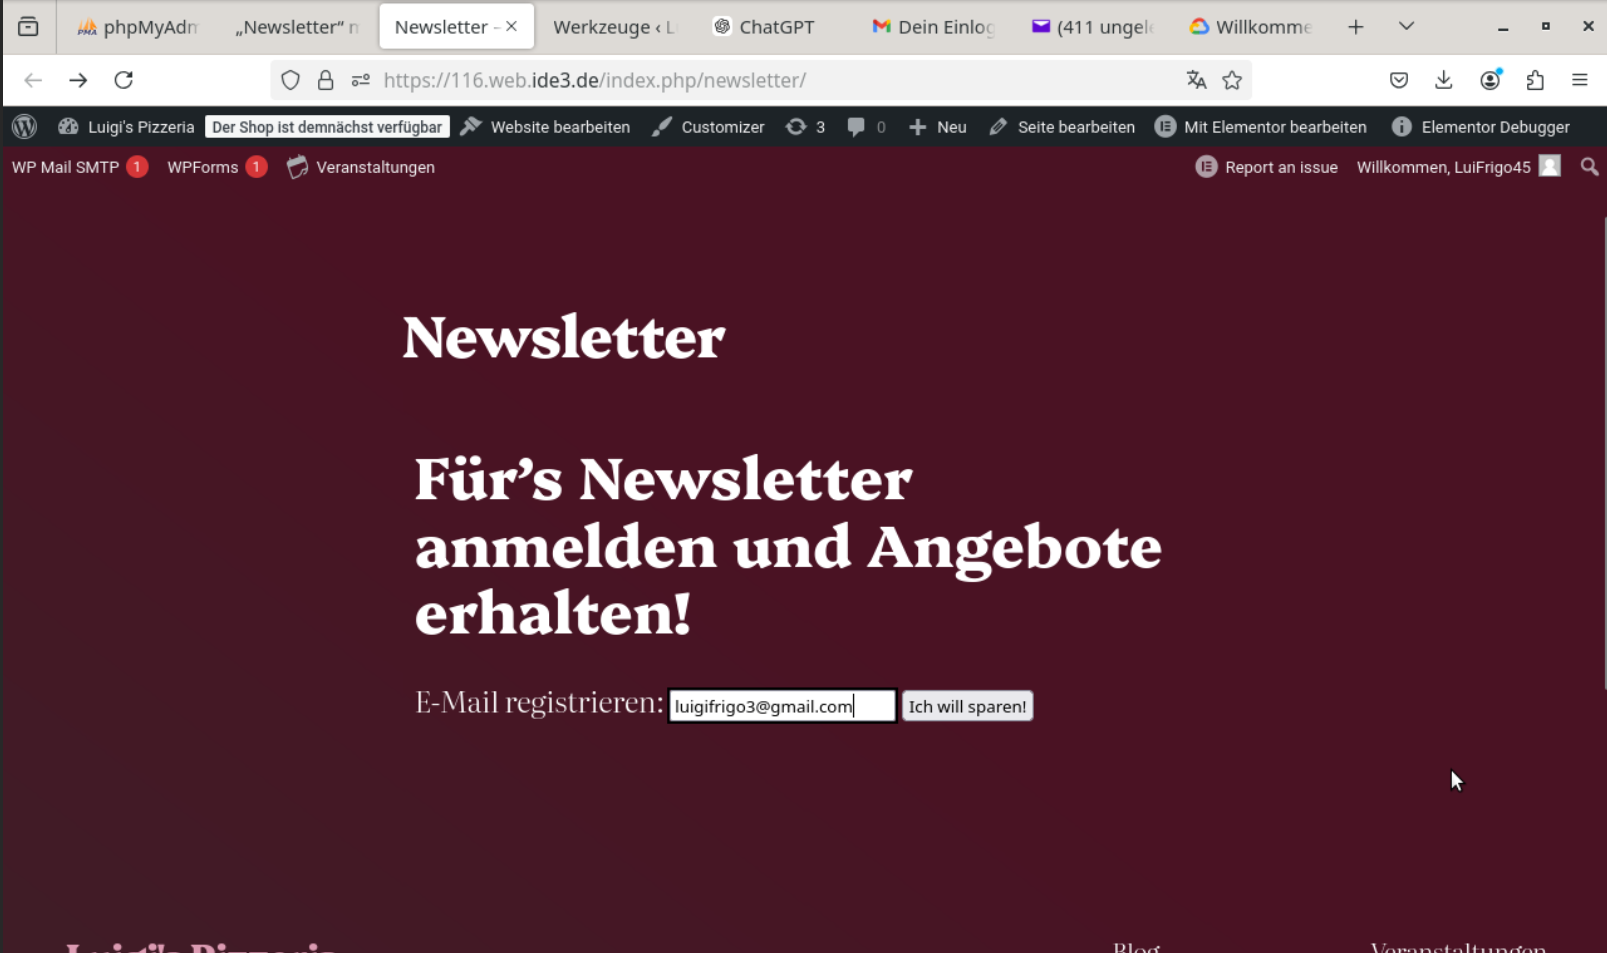 phpMyAdm
„Newsletter“
Newsletter -
Werkzeuge ‹ L
ChatGPT
Dein Einlog
(411 ungel
Willkomme
https://116.web.ide3.de/index.php/newsletter/
Luigi's Pizzeria
Der Shop ist demnächst verfügbar
Website bearbeiten
Customizer
3
0
Neu
Seite bearbeiten
Mit Elementor bearbeiten
Elementor Debugger
WP Mail SMTP 1
WPForms 1
Veranstaltungen
Report an issue
Willkommen, LuiFrigo45
Newsletter
Für’s Newsletter
anmelden und Angebote
erhalten!
E-Mail registrieren: luigifrigo3@gmail.com Ich will sparen!
Luigi's Pizzeria
Blog
Veranstaltungen